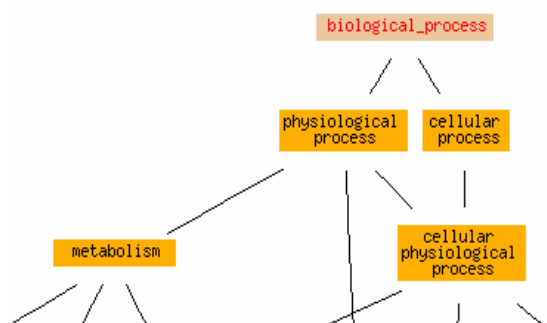 biological_process
physiological
process
cellular
process
metabolism
cellular
physiological
process